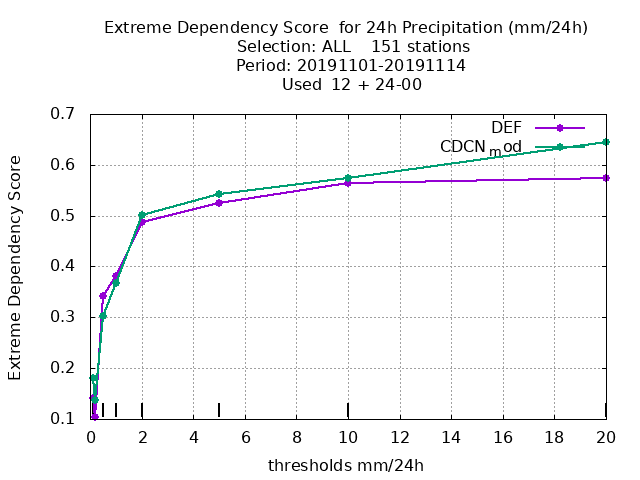 Extreme Dependency Score  for 24h Precipitation (mm/24h)
Selection: ALL    151 stations
Period: 20191101-20191114
Used  12 + 24-00
DEF
CDCNmod
Extreme Dependency Score
0.7
0.6
0.5
0.4
0.3
0.2
0.1
0 2 4 6 8 10 12 14 16 18 20
thresholds mm/24h